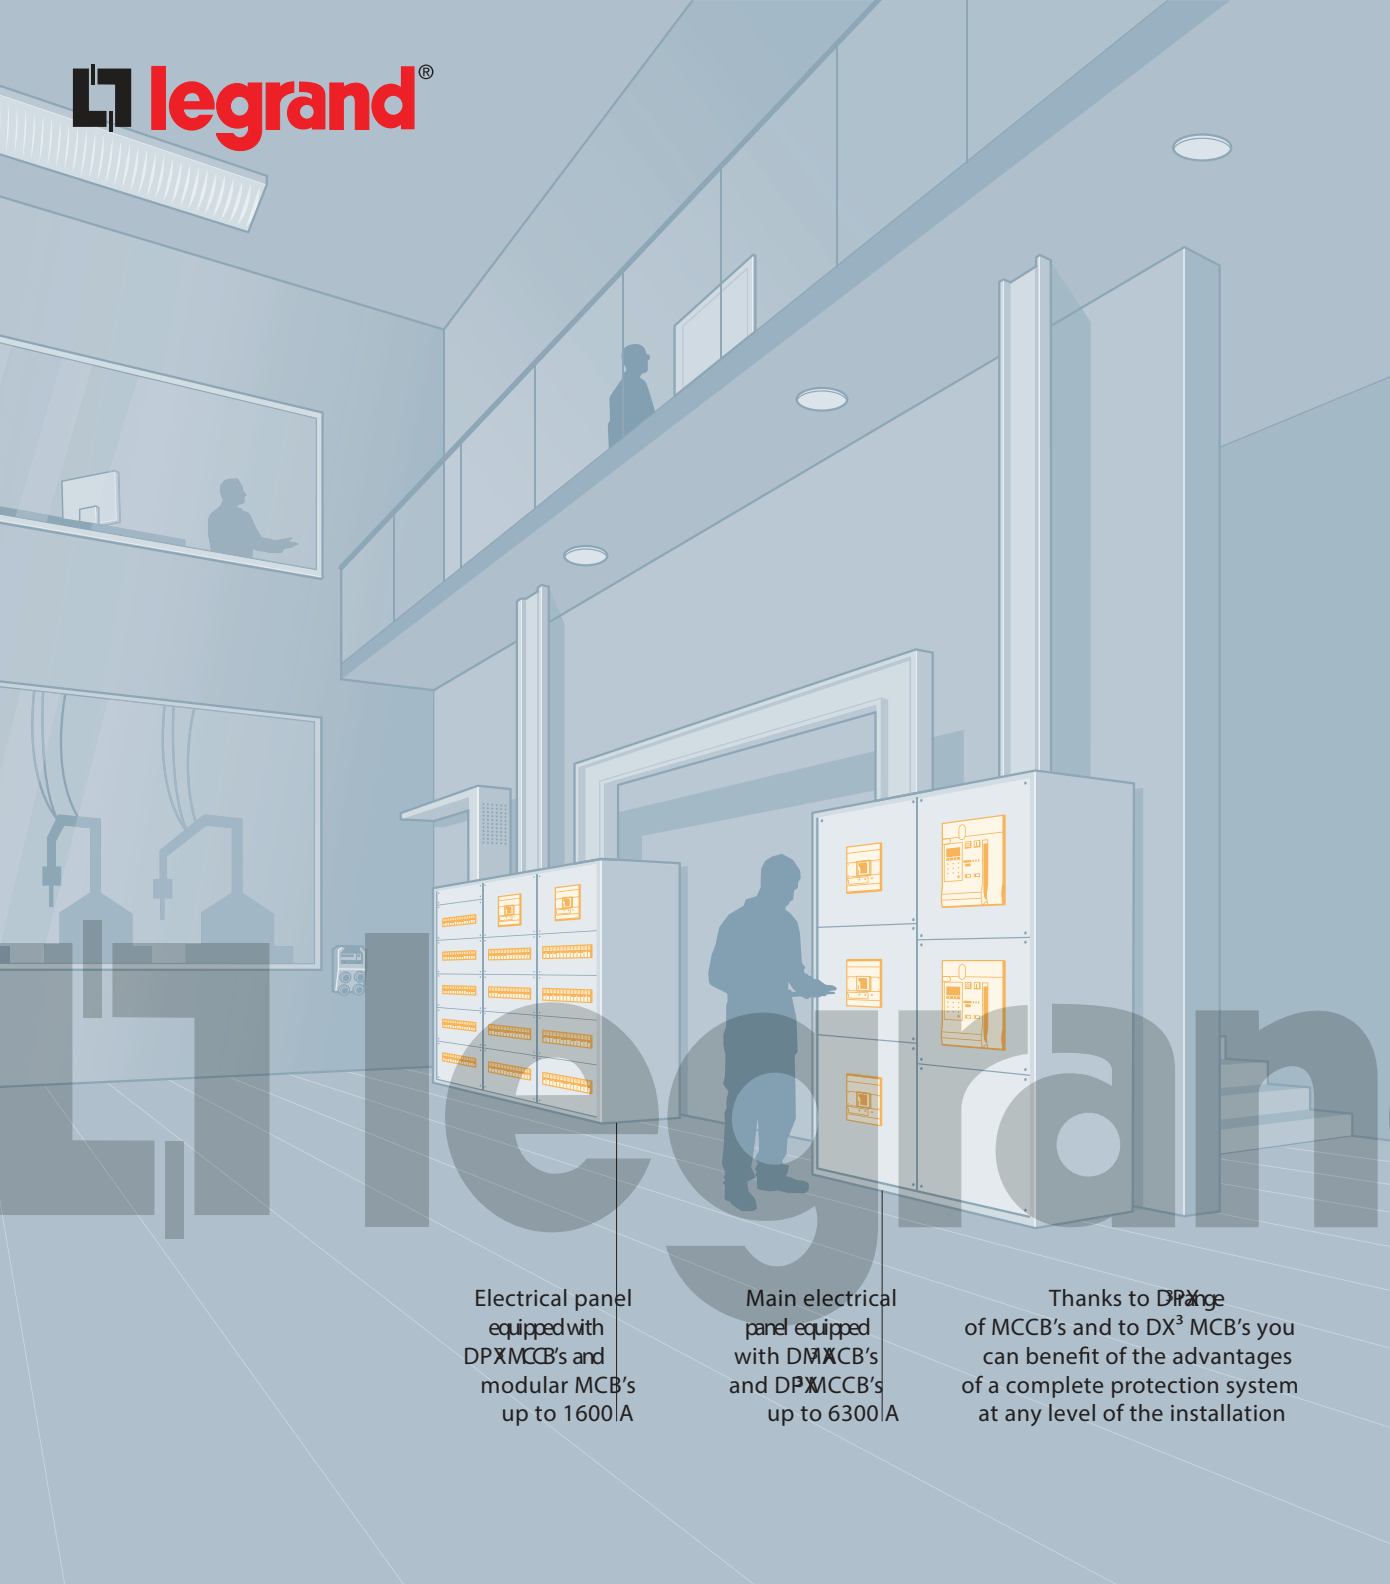 legrand®
legran
Electrical panel
equipped with
DPX³ MCCB’s and
modular MCB’s
up to 1600 A
Main electrical
panel equipped
with DMX³ ACB’s
and DPX³ MCCB’s
up to 6300 A
Thanks to DPX³ range
of MCCB’s and to DX³ MCB’s you
can benefit of the advantages
of a complete protection system
at any level of the installation